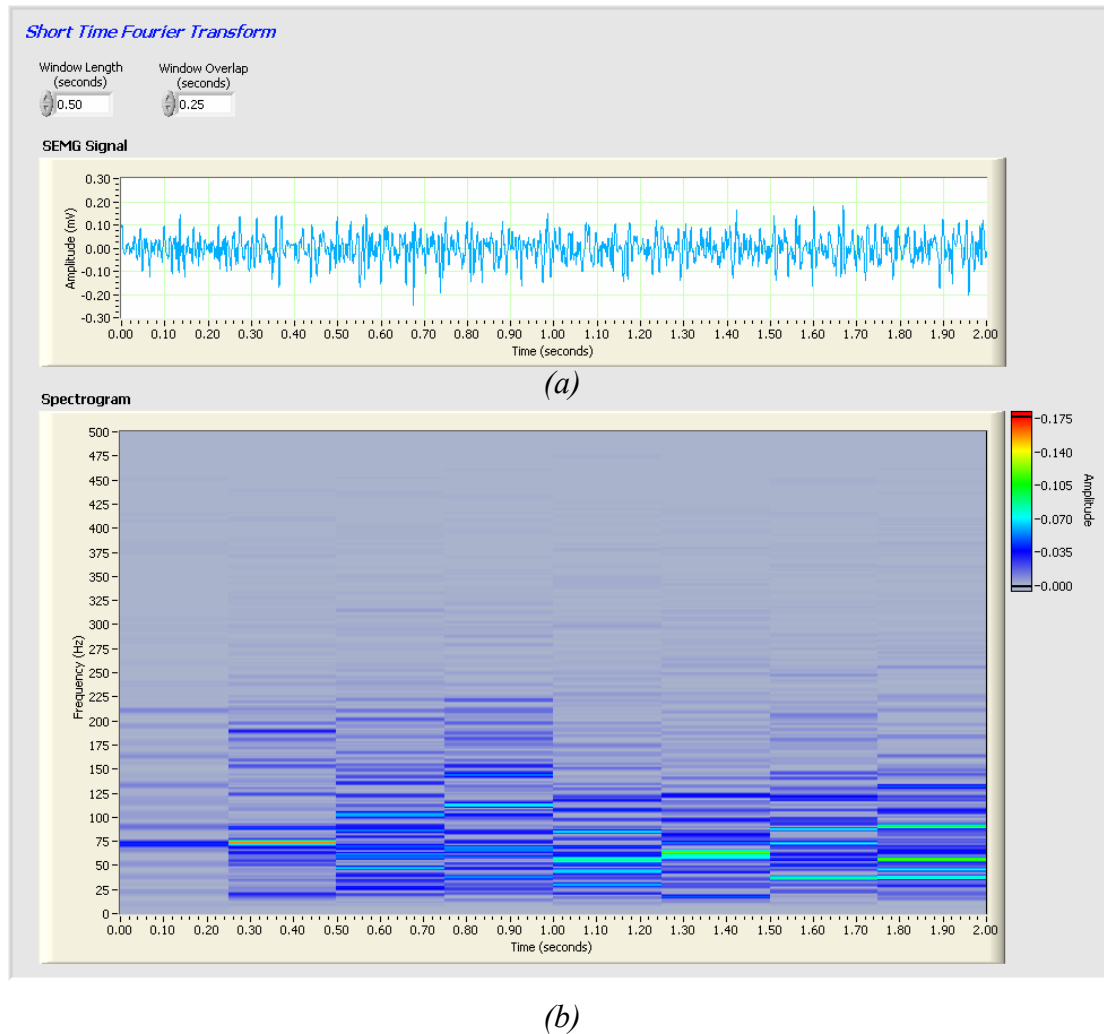 Short Time Fourier Transform
Window Length
(seconds)
0.50
Window Overlap
(seconds)
0.25
SEMG Signal
Amplitude (mV)
0.30
0.20
0.10
0.00
-0.10
-0.20
-0.30
0.00 0.10 0.20 0.30 0.40 0.50 0.60 0.70 0.80 0.90 1.00 1.10 1.20 1.30 1.40 1.50 1.60 1.70 1.80 1.90 2.00
Time (seconds)
(a)
Spectrogram
Frequency (Hz)
500
475
450
425
400
375
350
325
300
275
250
225
200
175
150
125
100
75
50
25
0
0.00 0.10 0.20 0.30 0.40 0.50 0.60 0.70 0.80 0.90 1.00 1.10 1.20 1.30 1.40 1.50 1.60 1.70 1.80 1.90 2.00
Time (seconds)
0.175
0.140
0.105
0.070
0.035
0.000
Amplitude
(b)